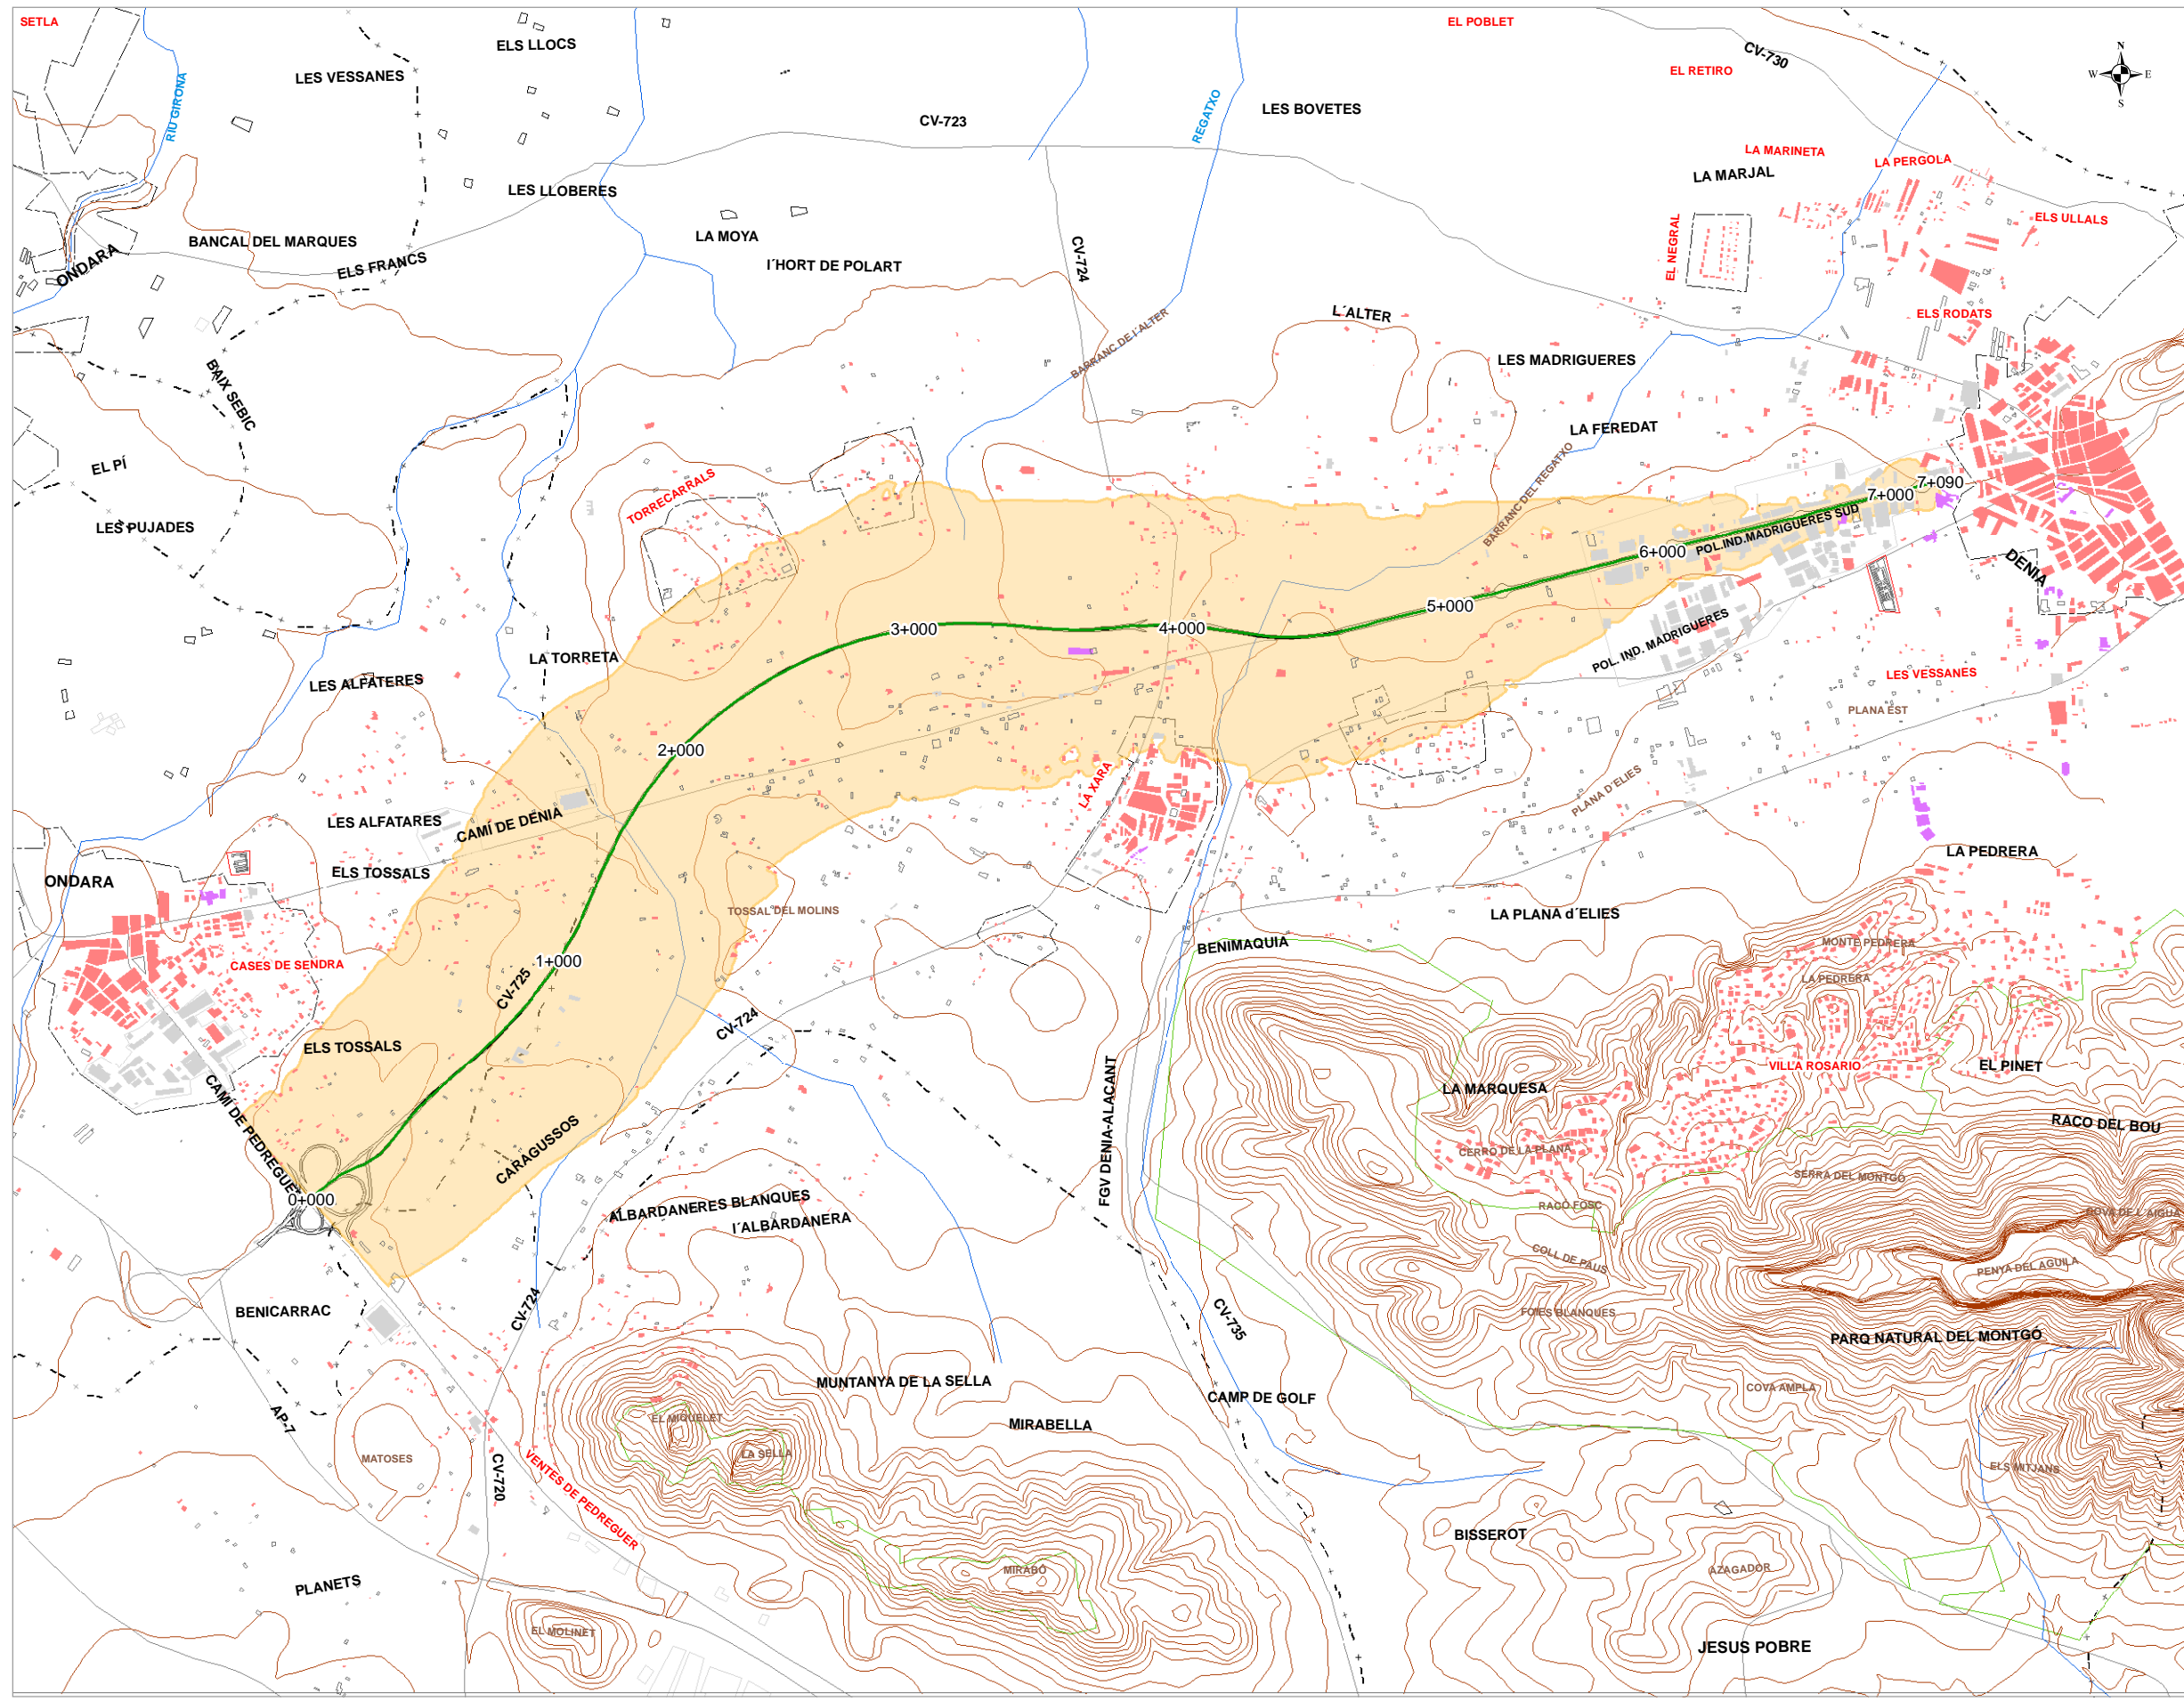 SETLA
ELS LLOCS
EL POBLET
CV-730
N
W
E
S
LES VESSANES
EL RETIRO
RIU GIRONA
REGATXO
LES BOVETES
CV-723
LA MARINETA
LA PERGOLA
LA MARJAL
LES LLOBERES
ELS ULLALS
BANCAL DEL MARQUES
LA MOYA
EL NEGRAL
ONDARA
ELS FRANCS
l´HORT DE POLART
CV-724
L´ALTER
ELS RODATS
BARRANC DE l´ALTER
LES MADRIGUERES
BAIX SEBIC
LA FEREDAT
EL PÍ
TORRECARRALS
BARRANC DEL REGATXO
7+090
7+000
LES PUJADES
POL.IND.MADRIGUERES SUD
6+000
DENIA
5+000
3+000
4+000
POL. IND. MADRIGUERES
LA TORRETA
LES ALFATERES
LES VESSANES
PLANA EST
2+000
LA XARA
PLANA D'ELIES
LES ALFATARES
CAMÍ DE DÉNIA
LA PEDRERA
ELS TOSSALS
ONDARA
TOSSAL DEL MOLINS
LA PLANA d´ELIES
BENIMAQUIA
MONTE PEDRERA
CASES DE SENDRA
1+000
CV-725
LA PEDRERA
CV-724
ELS TOSSALS
VILLA ROSARIO
EL PINET
LA MARQUESA
CAMÍ DE PEDREGUER
FGV DENIA-ALACANT
RACO DEL BOU
CARAGUSSOS
CERRO DE LA PLANA
SERRA DEL MONTGÓ
0+000
ALBARDANERES BLANQUES
RACÓ FOSC
COVA DE L´AIGUA
l´ALBARDANERA
COLL DE PAUS
PENYA DEL AGUILA
BENICARRAC
CV-724
CV-735
FOIES BLANQUES
PARQ NATURAL DEL MONTGÓ
MUNTANYA DE LA SELLA
COVA AMPLA
CAMP DE GOLF
AP-7
EL MIQUELET
MIRABELLA
MATOSES
LA SELLA
ELS MITJANS
CV-720
VENTES DE PEDREGUER
BISSEROT
MIRABÓ
AZAGADOR
PLANETS
EL MOLINET
JESUS POBRE